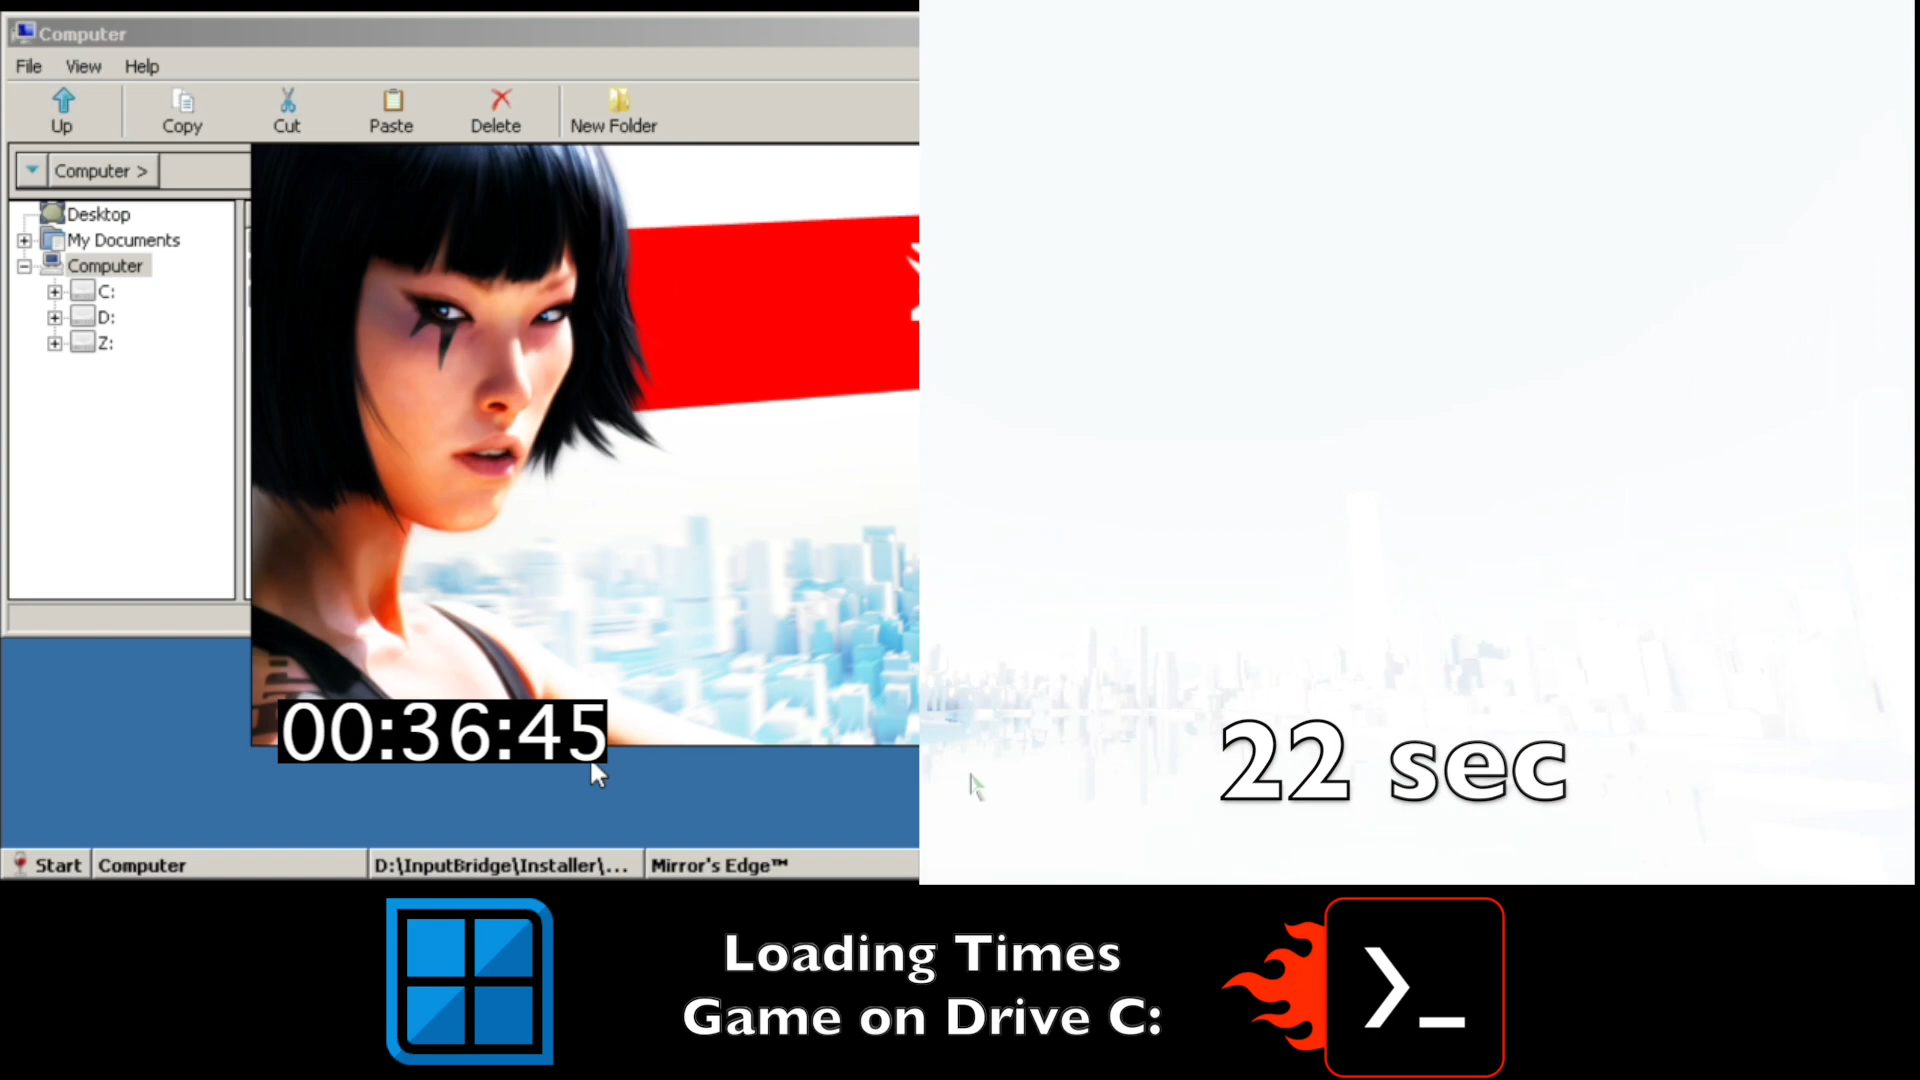 Computer
File View Help
Up Copy Cut Paste Delete New Folder
Computer >
Desktop
My Documents
Computer
C:
D:
Z:
00:36:45
22 sec
Start Computer D:\InputBridge\Installer\... Mirror's Edge™
Loading Times
Game on Drive C: